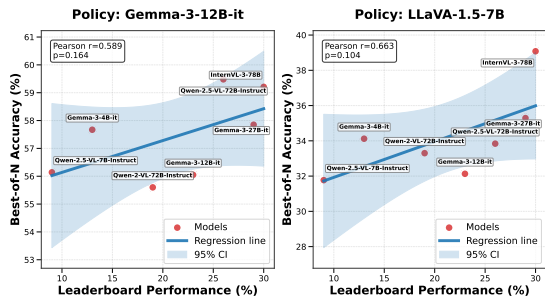 Policy: Gemma-3-12B-it
Pearson r=0.589
p=0.164
InternVL-3-78B
Qwen-2.5-VL-72B-Instruct
Gemma-3-4B-it
Gemma-3-27B-it
Qwen-2.5-VL-7B-Instruct
Gemma-3-12B-it
Qwen-2-VL-72B-Instruct
Models
Regression line
95% CI
61
60
59
58
57
56
55
54
53
10
15
20
25
30
Best-of-N Accuracy (%)
Leaderboard Performance (%)
Policy: LLaVA-1.5-7B
Pearson r=0.663
p=0.104
InternVL-3-78B
Gemma-3-4B-it
Gemma-3-27B-it
Qwen-2.5-VL-72B-Instruct
Qwen-2-VL-72B-Instruct
Gemma-3-12B-it
Qwen-2.5-VL-7B-Instruct
Models
Regression line
95% CI
40
38
36
34
32
30
28
10
15
20
25
30
Best-of-N Accuracy (%)
Leaderboard Performance (%)